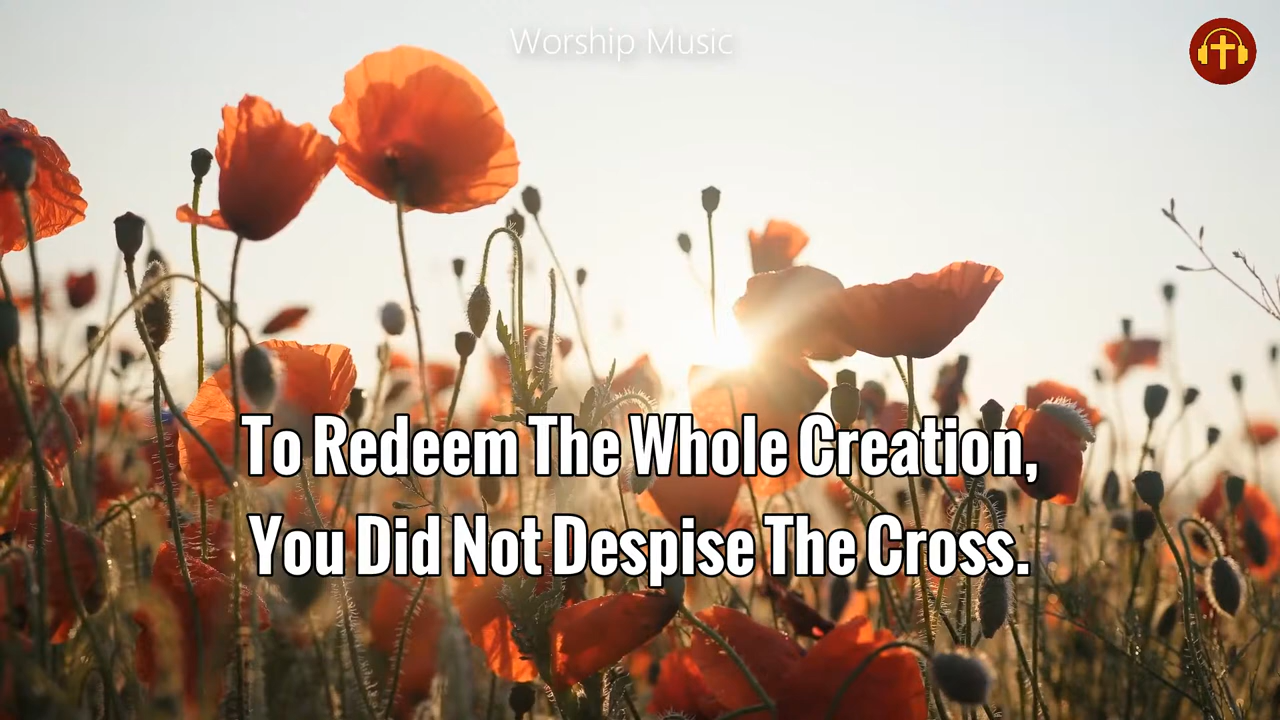 Worship Music
To Redeem The Whole Creation,
You Did Not Despise The Cross.